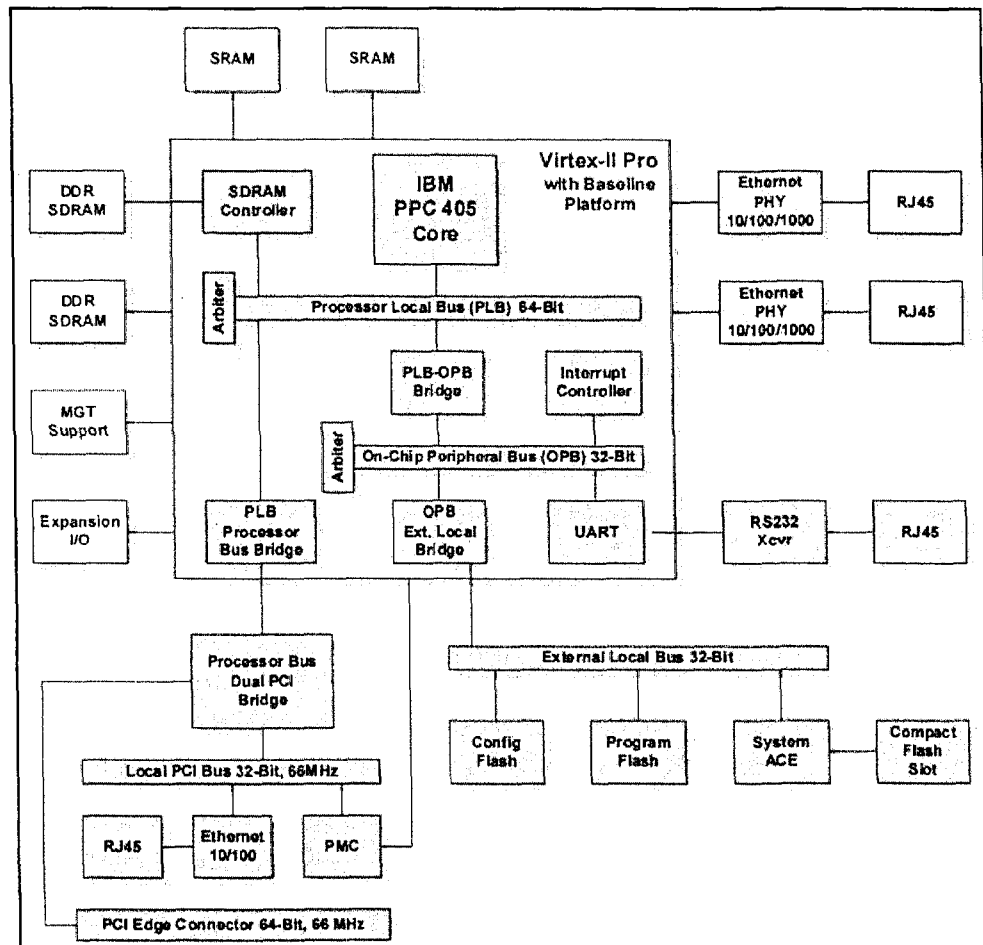 SRAM
SRAM
Virtex-II Pro
with Baseline
Platform
DDR
SDRAM
SDRAM
Controller
IBM
PPC 405
Core
Ethernet
PHY
10/100/1000
RJ45
DDR
SDRAM
Arbiter
Processor Local Bus (PLB) 64-Bit
Ethernet
PHY
10/100/1000
RJ45
MGT
Support
PLB-OPB
Bridge
Interrupt
Controller
Arbiter
On-Chip Peripheral Bus (OPB) 32-Bit
Expansion
I/O
PLB
Processor
Bus Bridge
OPB
Ext. Local
Bridge
UART
RS232
Xcvr
RJ45
Processor Bus
Dual PCI
Bridge
External Local Bus 32-Bit
Config
Flash
Program
Flash
System
ACE
Compact
Flash
Slot
Local PCI Bus 32-Bit, 66MHz
RJ45
Ethernet
10/100
PMC
PCI Edge Connector 64-Bit, 66 MHz